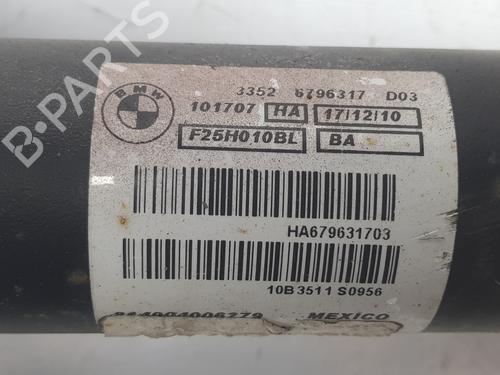 BMW
3352 6796317 D03
101707 HA 17/12/10
F25H010BL BA
HA679631703
10B3511 S0956
MEXICO
B-PARTS